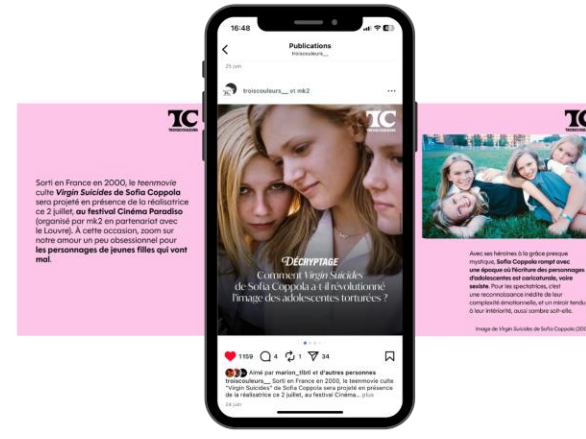 TC
TROISCOULEURS
Sorti en France en 2000, le teenmovie
culte Virgin Suicides de Sofia Coppola
sera projeté en présence de la réalisatrice
ce 2 juillet, au festival Cinéma Paradiso
(organisé par mk2 en partenariat avec
le Louvre). À cette occasion, zoom sur
notre amour un peu obsessionnel pour
les personnages de jeunes filles qui vont
mal.
16:48
Publications
troiscouleurs__
25 juin
troiscouleurs__ et mk2
TC
DÉCRYPTAGE
Comment Virgin Suicides
de Sofia Coppola a-t-il révolutionné
l'image des adolescentes torturées ?
1159 4 1 34
Aimé par marion_tlbtl et d'autres personnes
troiscouleurs__ Sorti en France en 2000, le teenmovie culte
"Virgin Suicides" de Sofia Coppola sera projeté en présence
de la réalisatrice ce 2 juillet, au festival Cinéma... plus
24 juin
TC
Avec ses héroïnes à la grâce presque
mystique, Sofia Coppola rompt avec
une époque où l'écriture des personnages
d'adolescentes est caricaturale, voire
sexiste. Pour les spectatrices, c'est
une reconnaissance inédite de leur
complexité émotionnelle, et un miroir tendu
à leur intériorité, aussi sombre soit-elle.
Image de Virgin Suicides de Sofia Coppola (200